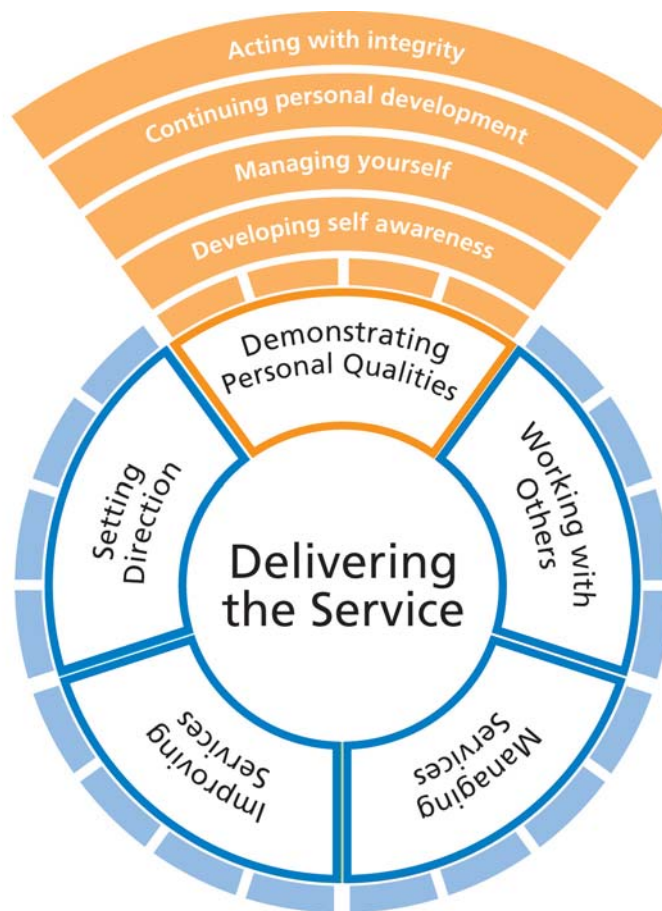 Acting with integrity
Continuing personal development
Managing yourself
Developing self awareness
Demonstrating
Personal Qualities
Working with
Others
Managing
Services
Improving
Services
Setting
Direction
Delivering
the Service